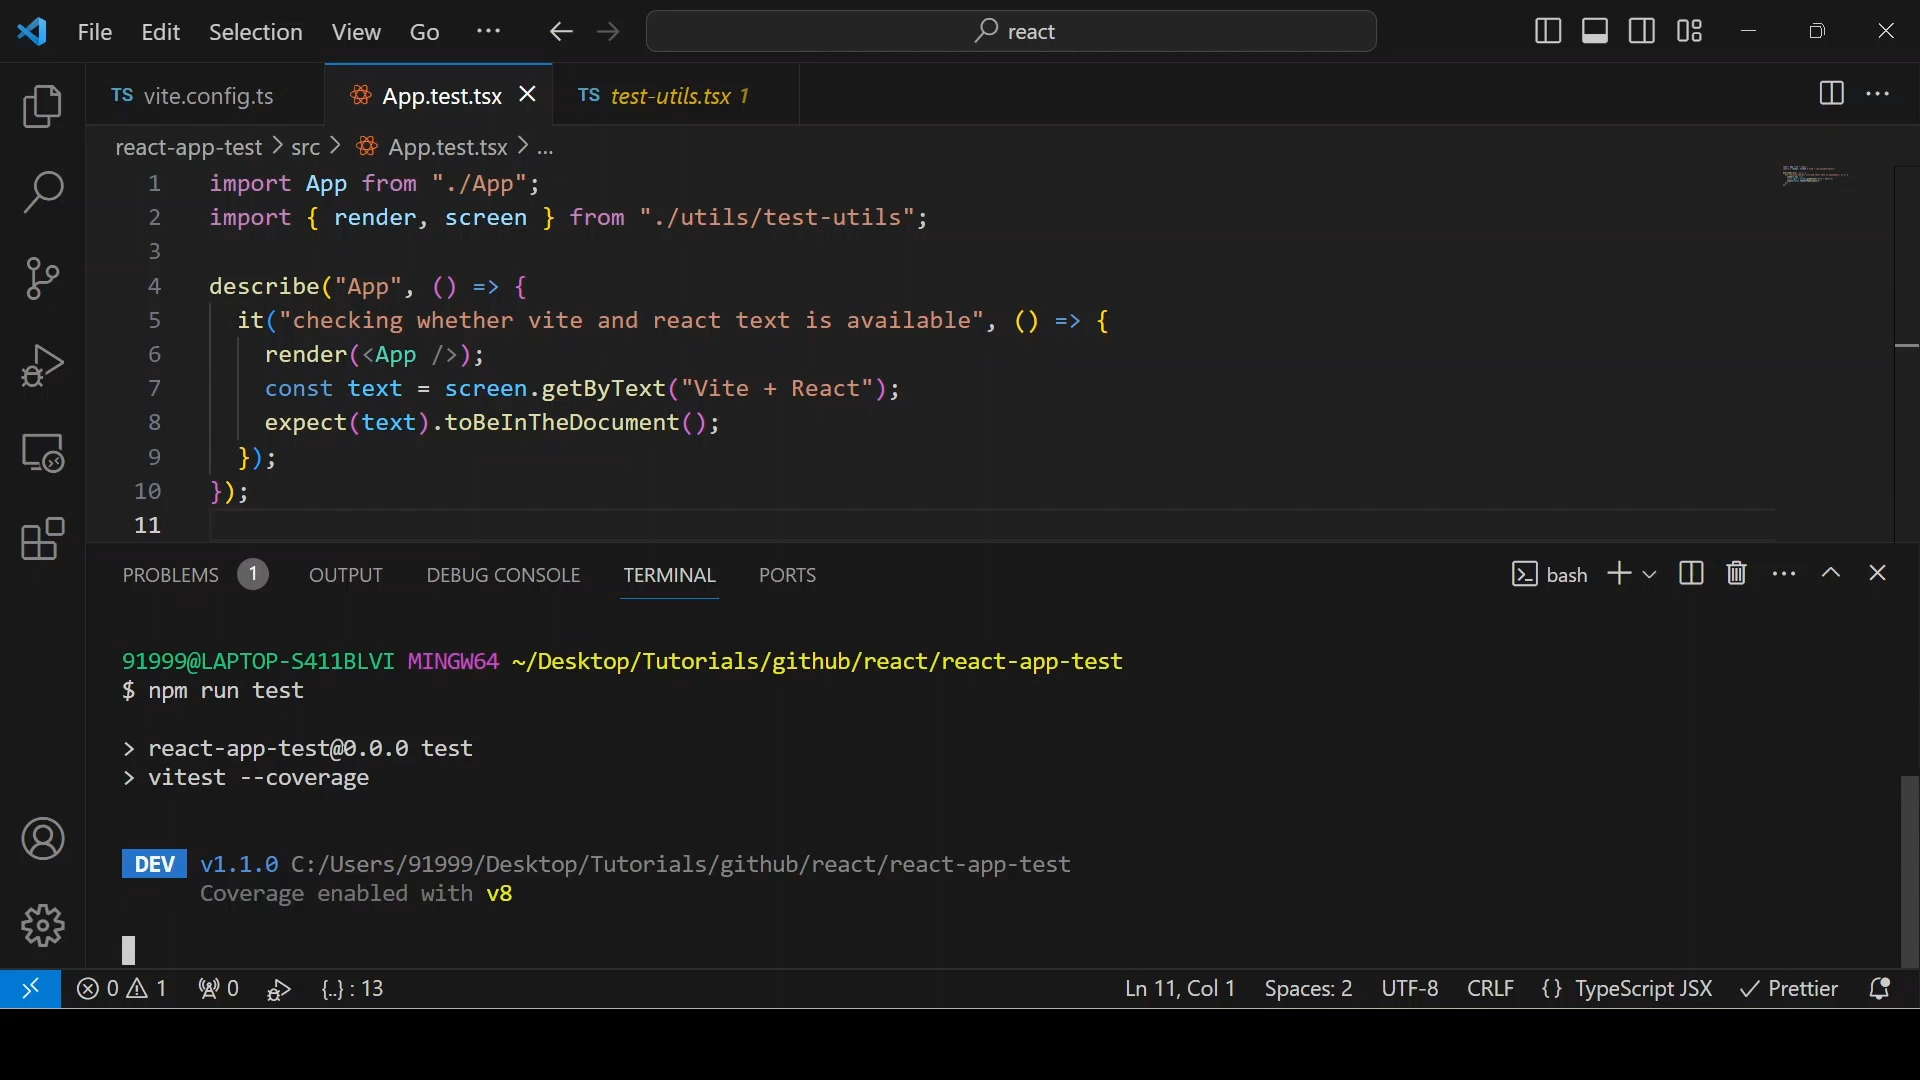 File Edit Selection View Go ··· react
TS vite.config.ts App.test.tsx TS test-utils.tsx 1
react-app-test > src > App.test.tsx > ...
1 import App from "./App";
2 import { render, screen } from "./utils/test-utils";
3
4 describe("App", () => {
5 it("checking whether vite and react text is available", () => {
6 render(<App />);
7 const text = screen.getByText("Vite + React");
8 expect(text).toBeInTheDocument();
9 });
10 });
11
PROBLEMS 1 OUTPUT DEBUG CONSOLE TERMINAL PORTS bash
91999@LAPTOP-S411BLVI MINGW64 ~/Desktop/Tutorials/github/react/react-app-test
$ npm run test
> react-app-test@0.0.0 test
> vitest --coverage
DEV v1.1.0 C:/Users/91999/Desktop/Tutorials/github/react/react-app-test
Coverage enabled with v8
0 1 0 {..} : 13 Ln 11, Col 1 Spaces: 2 UTF-8 CRLF {} TypeScript JSX Prettier